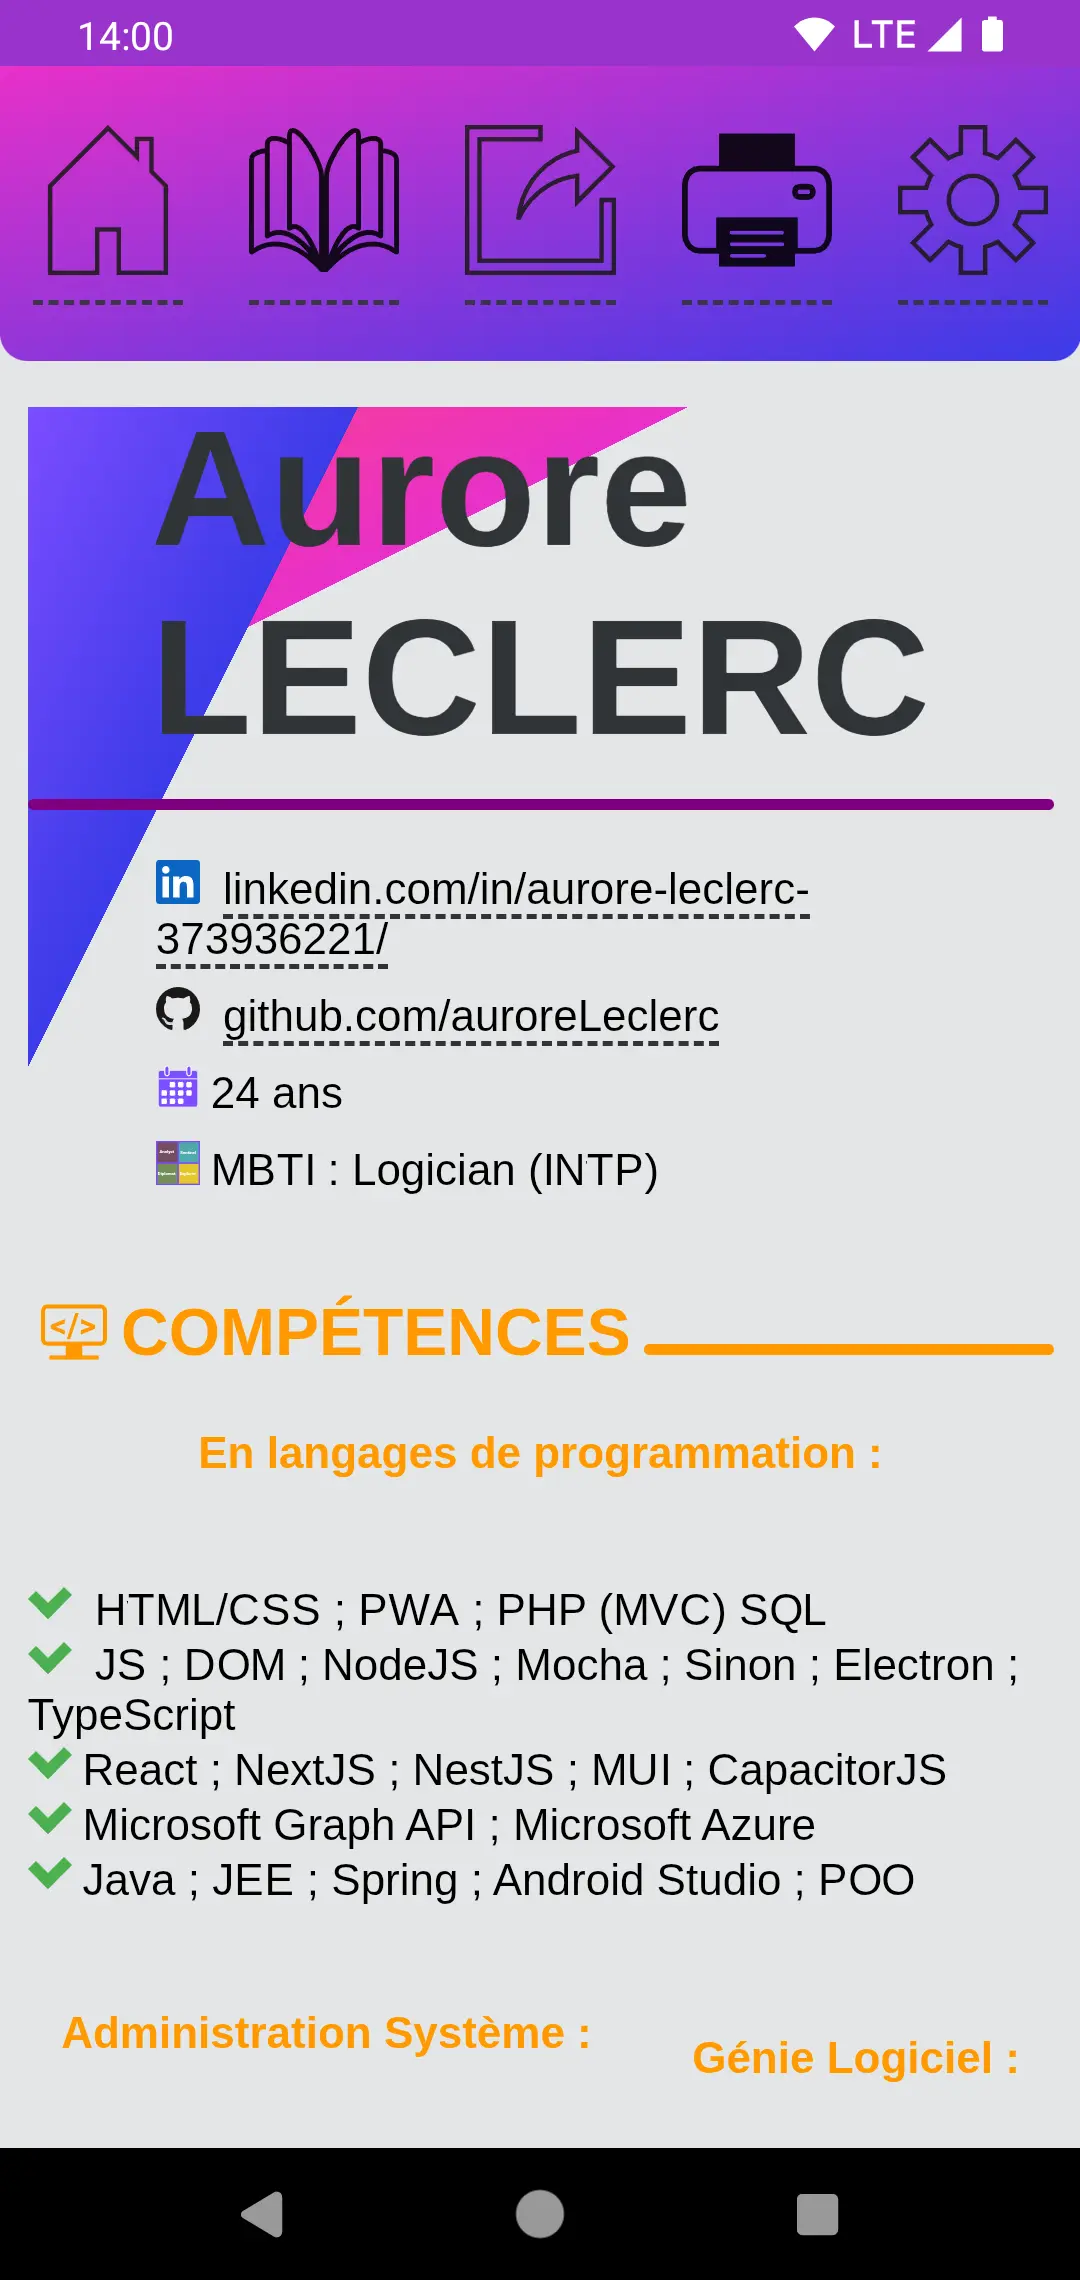 14:00
LTE
Aurore
LECLERC
in linkedin.com/in/aurore-leclerc-
373936221/
github.com/auroreLeclerc
24 ans
MBTI : Logician (INTP)
</> COMPÉTENCES
En langages de programmation :
HTML/CSS ; PWA ; PHP (MVC) SQL
JS ; DOM ; NodeJS ; Mocha ; Sinon ; Electron ;
TypeScript
React ; NextJS ; NestJS ; MUI ; CapacitorJS
Microsoft Graph API ; Microsoft Azure
Java ; JEE ; Spring ; Android Studio ; POO
Administration Système :
Génie Logiciel :